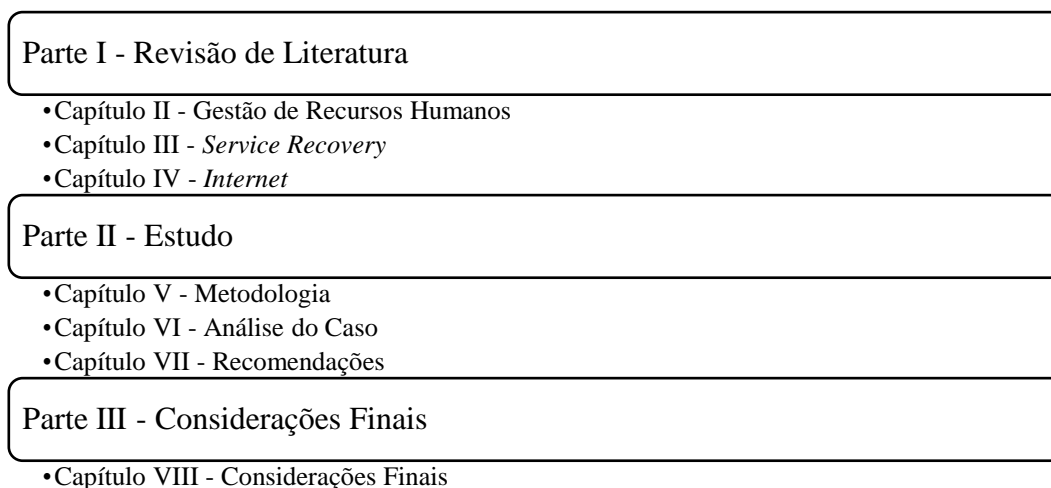 Parte I - Revisão de Literatura
•Capítulo II - Gestão de Recursos Humanos
•Capítulo III - Service Recovery
•Capítulo IV - Internet
Parte II - Estudo
•Capítulo V - Metodologia
•Capítulo VI - Análise do Caso
•Capítulo VII - Recomendações
Parte III - Considerações Finais
•Capítulo VIII - Considerações Finais